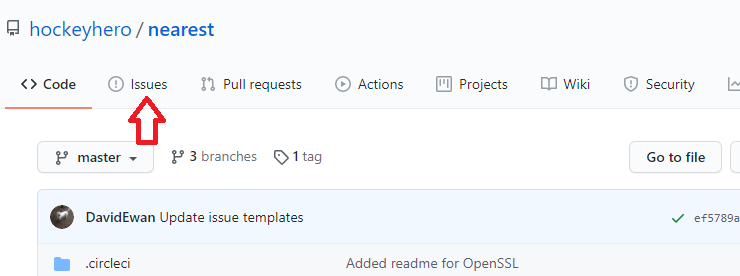 hockeyhero / nearest
Code Issues Pull requests Actions Projects Wiki Security
master 3 branches 1 tag Go to file
DavidEwan Update issue templates ef5789a
.circleci Added readme for OpenSSL